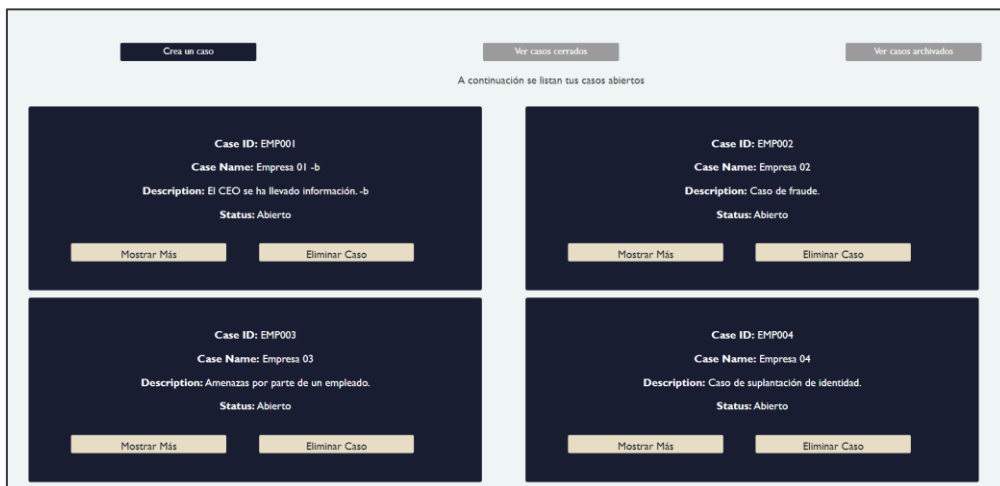 Crea un caso
Ver casos cerrados
Ver casos archivados
A continuación se listan tus casos abiertos
Case ID: EMP001
Case Name: Empresa 01 -b
Description: El CEO se ha llevado información. -b
Status: Abierto
Mostrar Más
Eliminar Caso
Case ID: EMP002
Case Name: Empresa 02
Description: Caso de fraude.
Status: Abierto
Mostrar Más
Eliminar Caso
Case ID: EMP003
Case Name: Empresa 03
Description: Amenazas por parte de un empleado.
Status: Abierto
Mostrar Más
Eliminar Caso
Case ID: EMP004
Case Name: Empresa 04
Description: Caso de suplantación de identidad.
Status: Abierto
Mostrar Más
Eliminar Caso